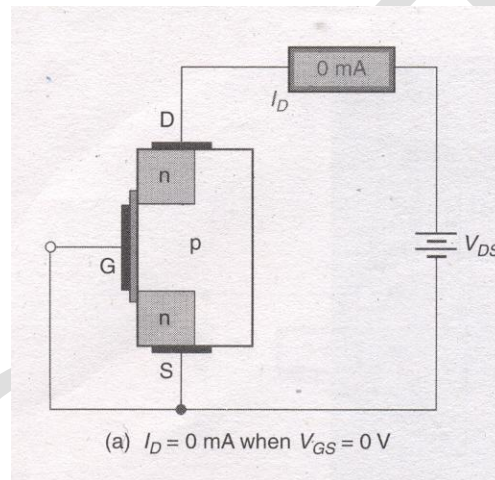 0 mA
I_D
D
n
p
G
V_DS
n
S
(a) I_D = 0 mA when V_GS = 0 V